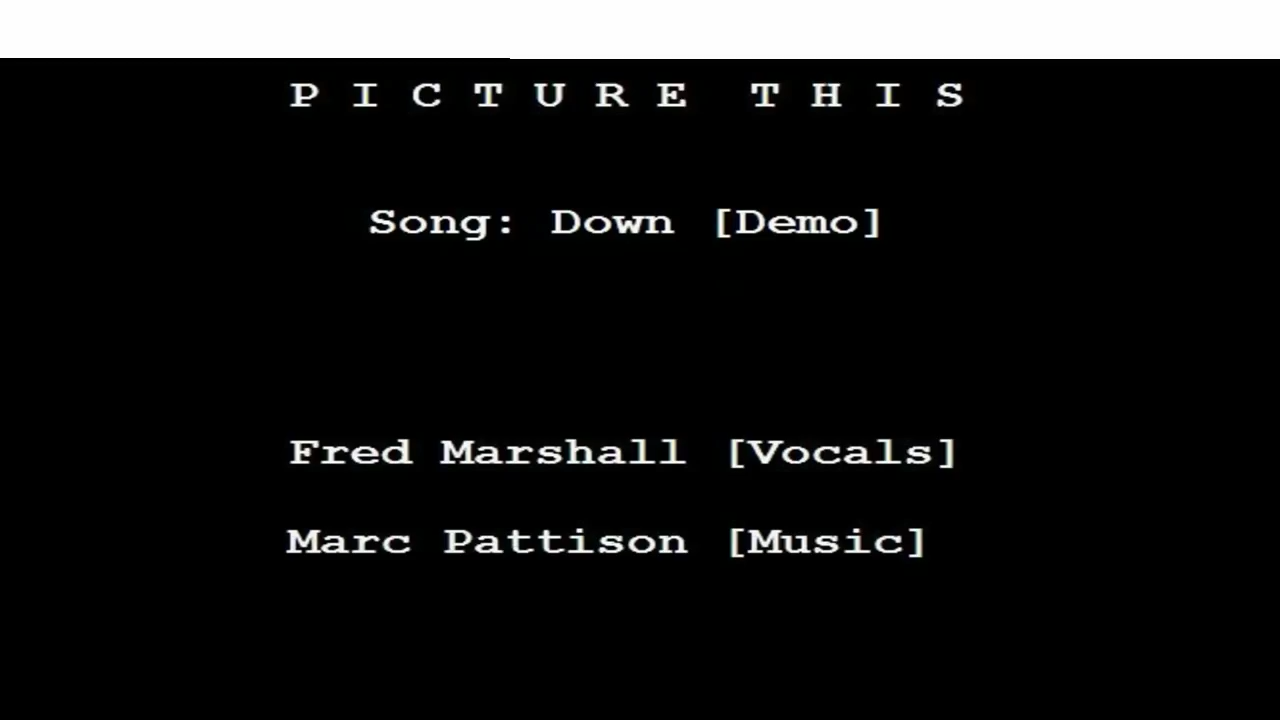 P I C T U R E  T H I S
Song: Down [Demo]
Fred Marshall [Vocals]
Marc Pattison [Music]